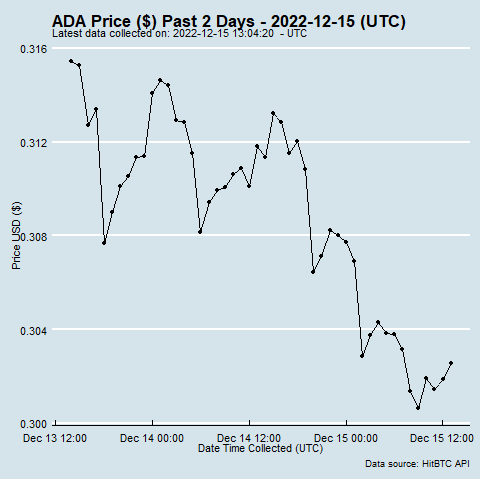 ADA Price ($) Past 2 Days - 2022-12-15 (UTC)
Latest data collected on: 2022-12-15 13:04:20 - UTC
0.316
0.312
0.308
0.304
0.300
Price USD ($)
Dec 13 12:00 Dec 14 00:00 Dec 14 12:00 Dec 15 00:00 Dec 15 12:00
Date Time Collected (UTC)
Data source: HitBTC API